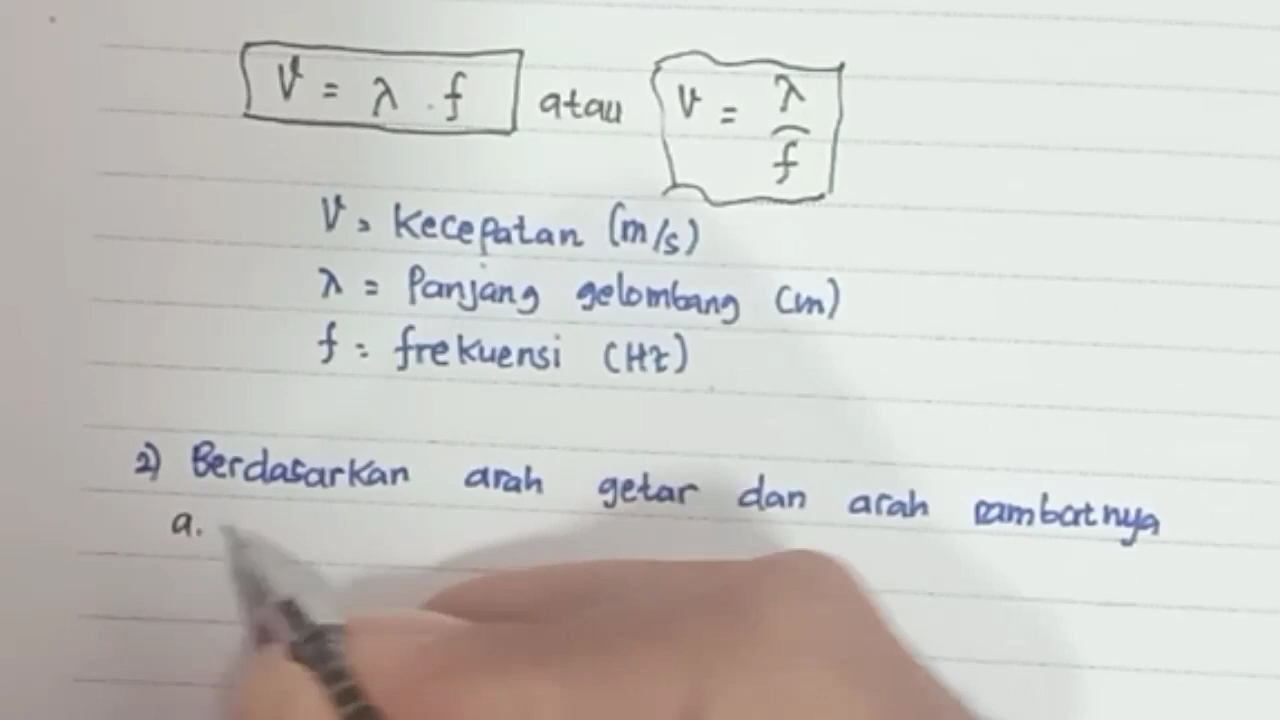 V = λ . f atau V = λ/f
V = Kecepatan (m/s)
λ = Panjang gelombang (m)
f = frekuensi (Hz)
2) Berdasarkan arah getar dan arah rambatnya
a.